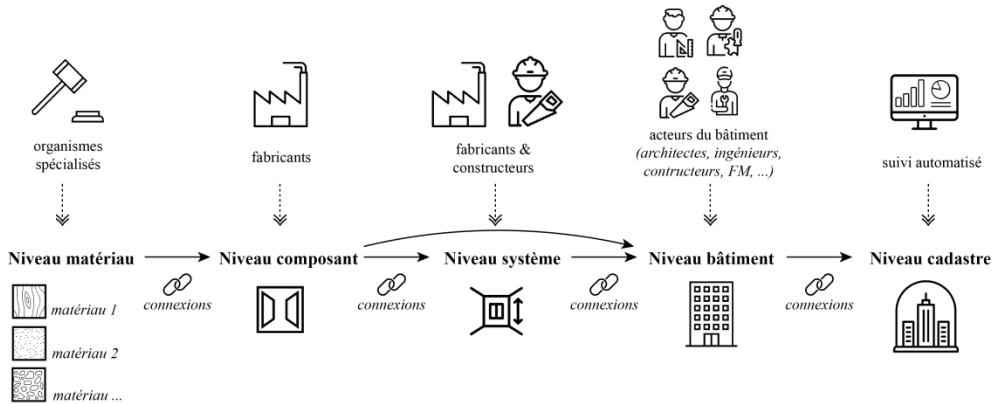 organismes
spécialisés
fabricants
fabricants &
constructeurs
acteurs du bâtiment
(architectes, ingénieurs,
contructeurs, FM, ...)
suivi automatisé
Niveau matériau
Niveau composant
Niveau système
Niveau bâtiment
Niveau cadastre
connexions
connexions
connexions
connexions
matériau 1
matériau 2
matériau ...